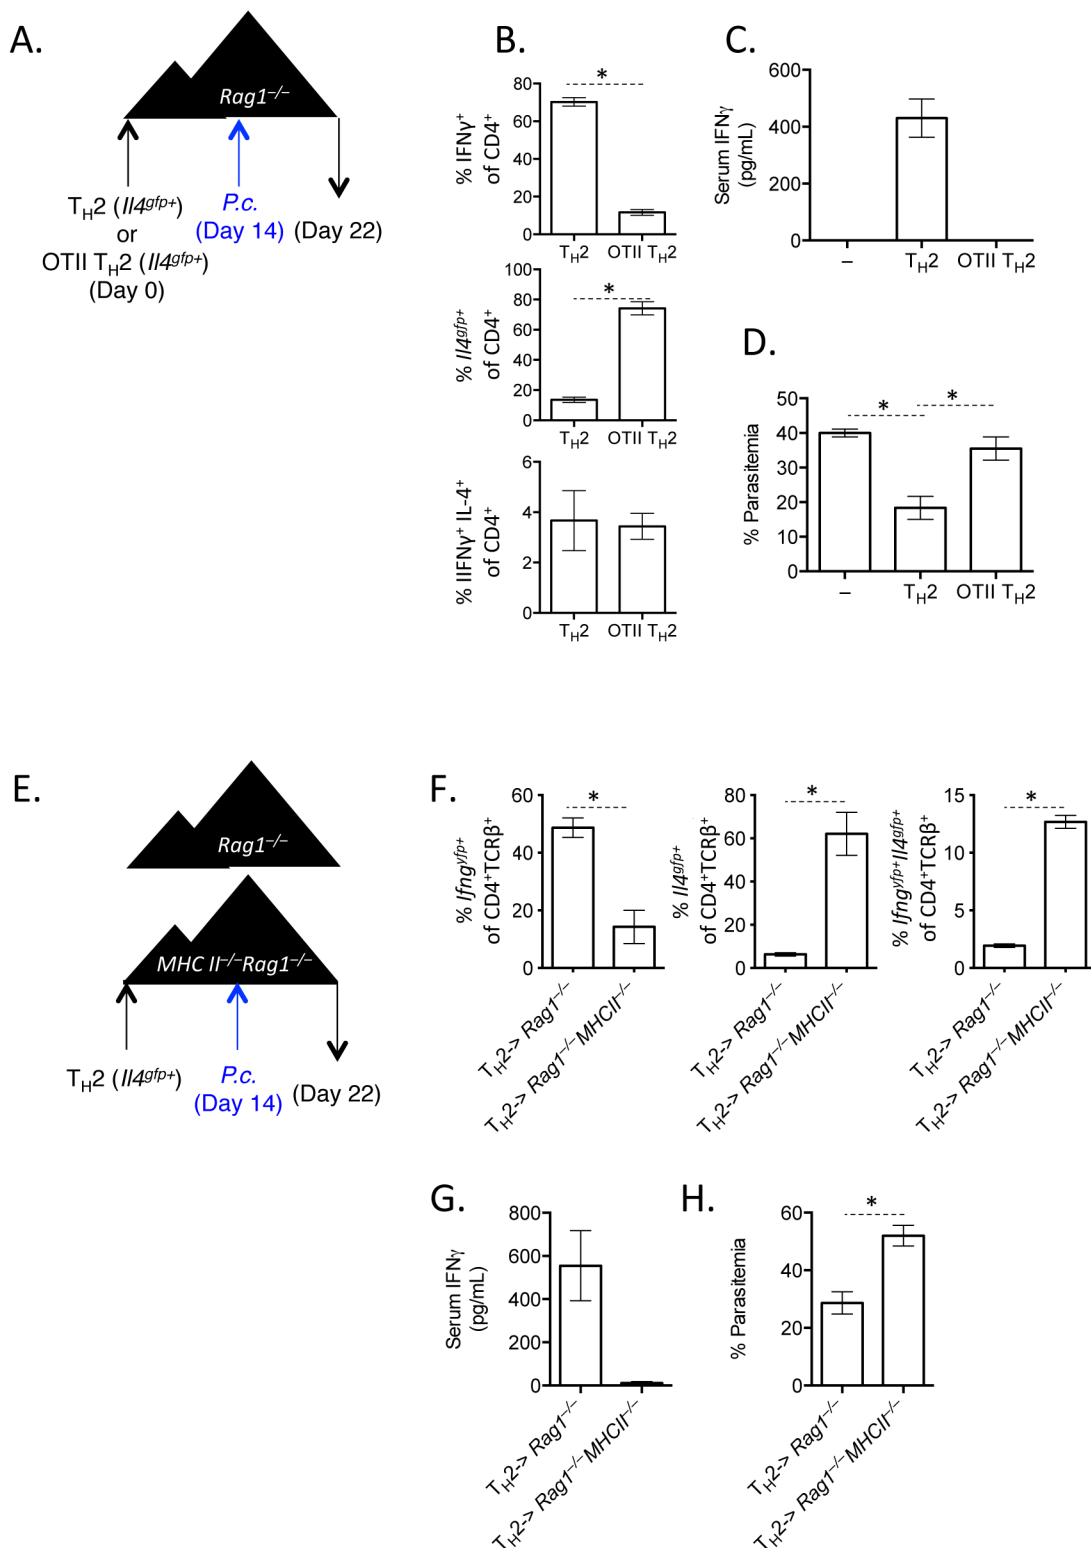 A.
Rag1–/–
TH2 (Il4gfp+)
or
OTII TH2 (Il4gfp+)
(Day 0)
P.c.
(Day 14)
(Day 22)
B.
% IFNγ+
of CD4+
80
60
40
20
0
*
TH2 OTII TH2
% Il4gfp+
of CD4+
100
80
60
40
20
0
*
TH2 OTII TH2
% IIFNγ+ IL-4+
of CD4+
6
4
2
0
TH2 OTII TH2
C.
Serum IFNγ
(pg/mL)
600
400
200
0
– TH2 OTII TH2
D.
% Parasitemia
50
40
30
20
10
0
* *
– TH2 OTII TH2
E.
Rag1–/–
MHC II–/–Rag1–/–
TH2 (Il4gfp+)
P.c.
(Day 14)
(Day 22)
F.
% Ifngyfp+
of CD4+TCRβ+
60
40
20
0
*
TH2-> Rag1–/–
TH2-> Rag1–/–MHCII–/–
% Il4gfp+
of CD4+TCRβ+
80
60
40
20
0
*
TH2-> Rag1–/–
TH2-> Rag1–/–MHCII–/–
% Ifngyfp+Il4gfp+
of CD4+TCRβ+
15
10
5
0
*
TH2-> Rag1–/–
TH2-> Rag1–/–MHCII–/–
G.
Serum IFNγ
(pg/mL)
800
600
400
200
0
TH2-> Rag1–/–
TH2-> Rag1–/–MHCII–/–
H.
% Parasitemia
60
40
20
0
*
TH2-> Rag1–/–
TH2-> Rag1–/–MHCII–/–